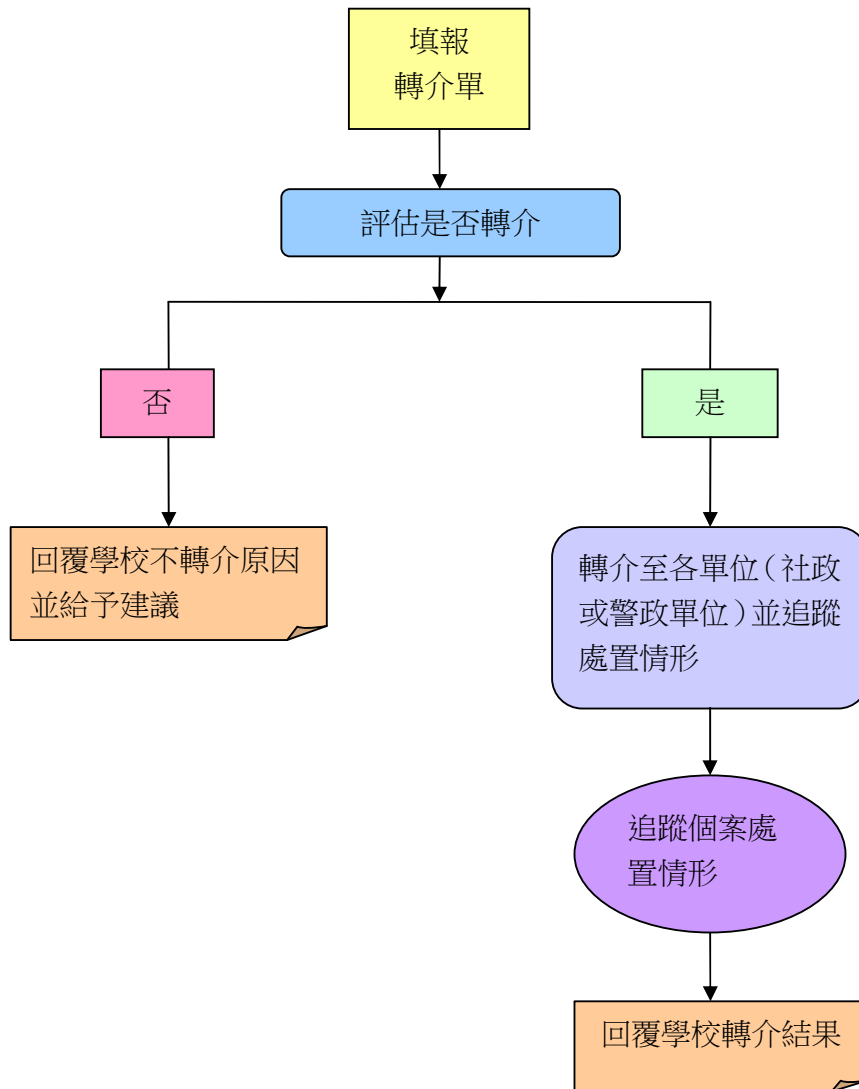 填報
轉介單
評估是否轉介
否
是
回覆學校不轉介原因
並給予建議
轉介至各單位（社政
或警政單位）並追蹤
處置情形
追蹤個案處
置情形
回覆學校轉介結果